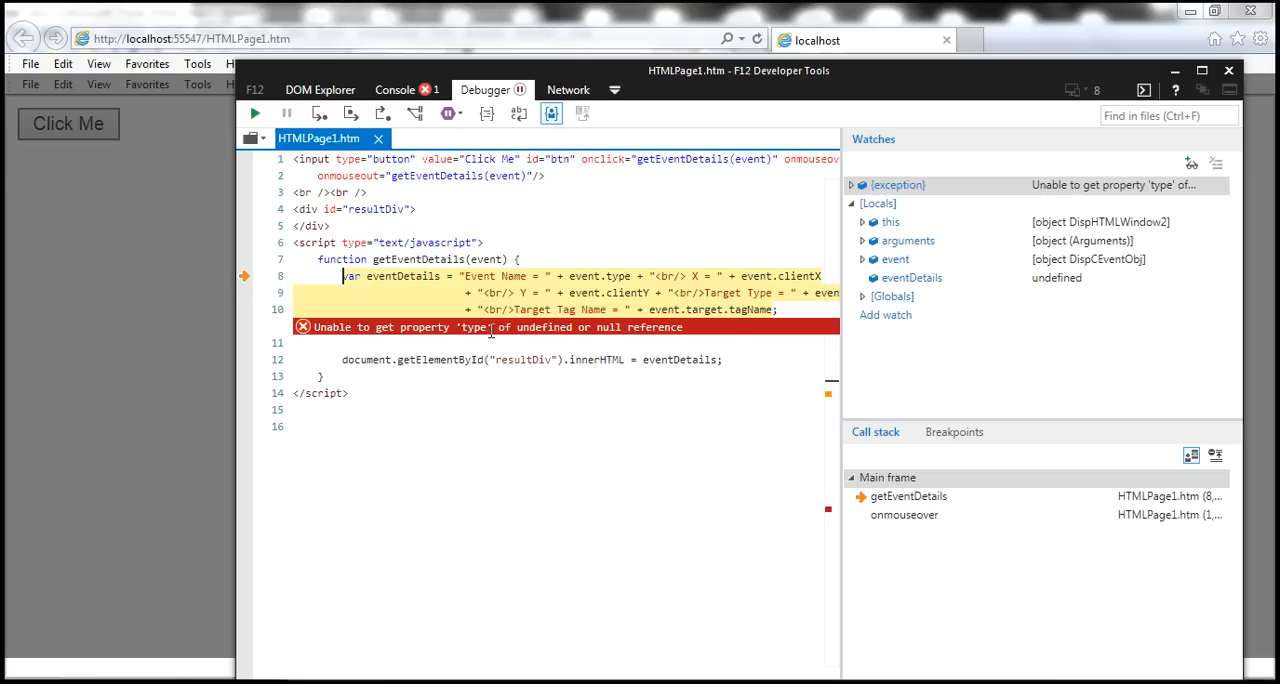 http://localhost:55547/HTMLPage1.htm
localhost
File Edit View Favorites Tools H
File Edit View Favorites Tools H
Click Me
HTMLPage1.htm - F12 Developer Tools
F12 DOM Explorer Console 1 Debugger Network 8 ?
Find in files (Ctrl+F)
HTMLPage1.htm
1 <input type="button" value="Click Me" id="btn" onclick="getEventDetails(event)" onmouseov
2 onmouseout="getEventDetails(event)"/>
3 <br /><br />
4 <div id="resultDiv">
5 </div>
6 <script type="text/javascript">
7 function getEventDetails(event) {
8 var eventDetails = "Event Name = " + event.type + "<br/> X = " + event.clientX
9 + "<br/> Y = " + event.clientY + "<br/>Target Type = " + even
10 + "<br/>Target Tag Name = " + event.target.tagName;
Unable to get property 'type' of undefined or null reference
11
12 document.getElementById("resultDiv").innerHTML = eventDetails;
13 }
14 </script>
15
16
Watches
{exception} Unable to get property 'type' of...
[Locals]
this [object DispHTMLWindow2]
arguments [object (Arguments)]
event [object DispCEventObj]
eventDetails undefined
[Globals]
Add watch
Call stack Breakpoints
Main frame
getEventDetails HTMLPage1.htm (8,...
onmouseover HTMLPage1.htm (1,...